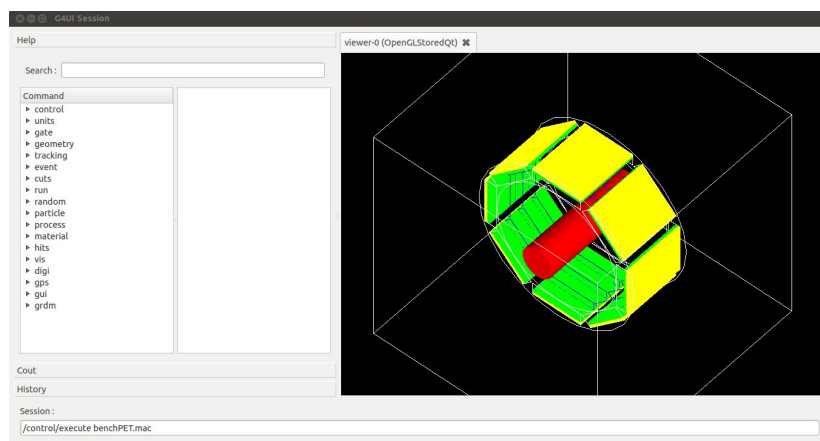 G4UI Session
Help
viewer-0 (OpenGLStoredQt)
Search :
Command
control
units
gate
geometry
tracking
event
cuts
run
random
particle
process
material
hits
vis
digi
gps
gui
grdm
Cout
History
Session :
/control/execute benchPET.mac